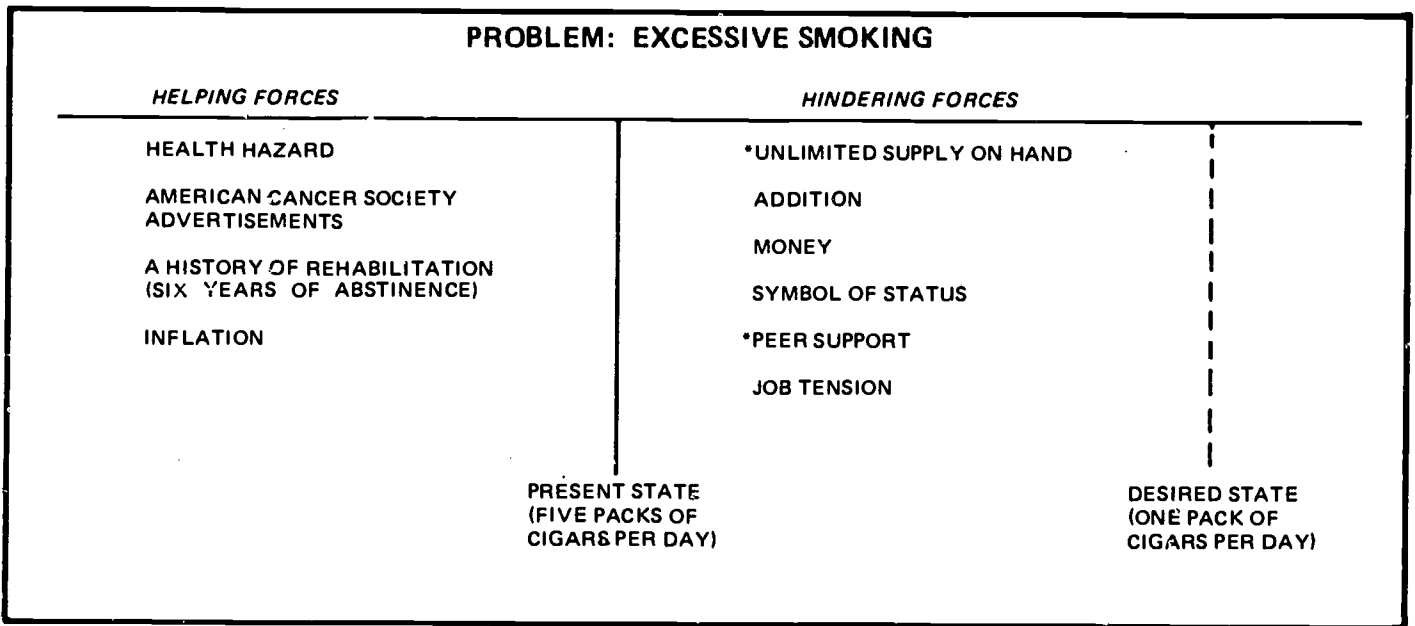 PROBLEM: EXCESSIVE SMOKING
HELPING FORCES
HINDERING FORCES
HEALTH HAZARD
AMERICAN CANCER SOCIETY
ADVERTISEMENTS
A HISTORY OF REHABILITATION
(SIX YEARS OF ABSTINENCE)
INFLATION
*UNLIMITED SUPPLY ON HAND
ADDITION
MONEY
SYMBOL OF STATUS
*PEER SUPPORT
JOB TENSION
PRESENT STATE
(FIVE PACKS OF
CIGARS PER DAY)
DESIRED STATE
(ONE PACK OF
CIGARS PER DAY)